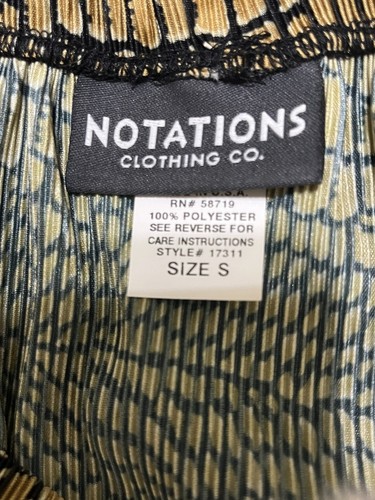 NOTATIONS
CLOTHING CO.
U.S.A.
RN# 58719
100% POLYESTER
SEE REVERSE FOR
CARE INSTRUCTIONS
STYLE# 17311
SIZE S